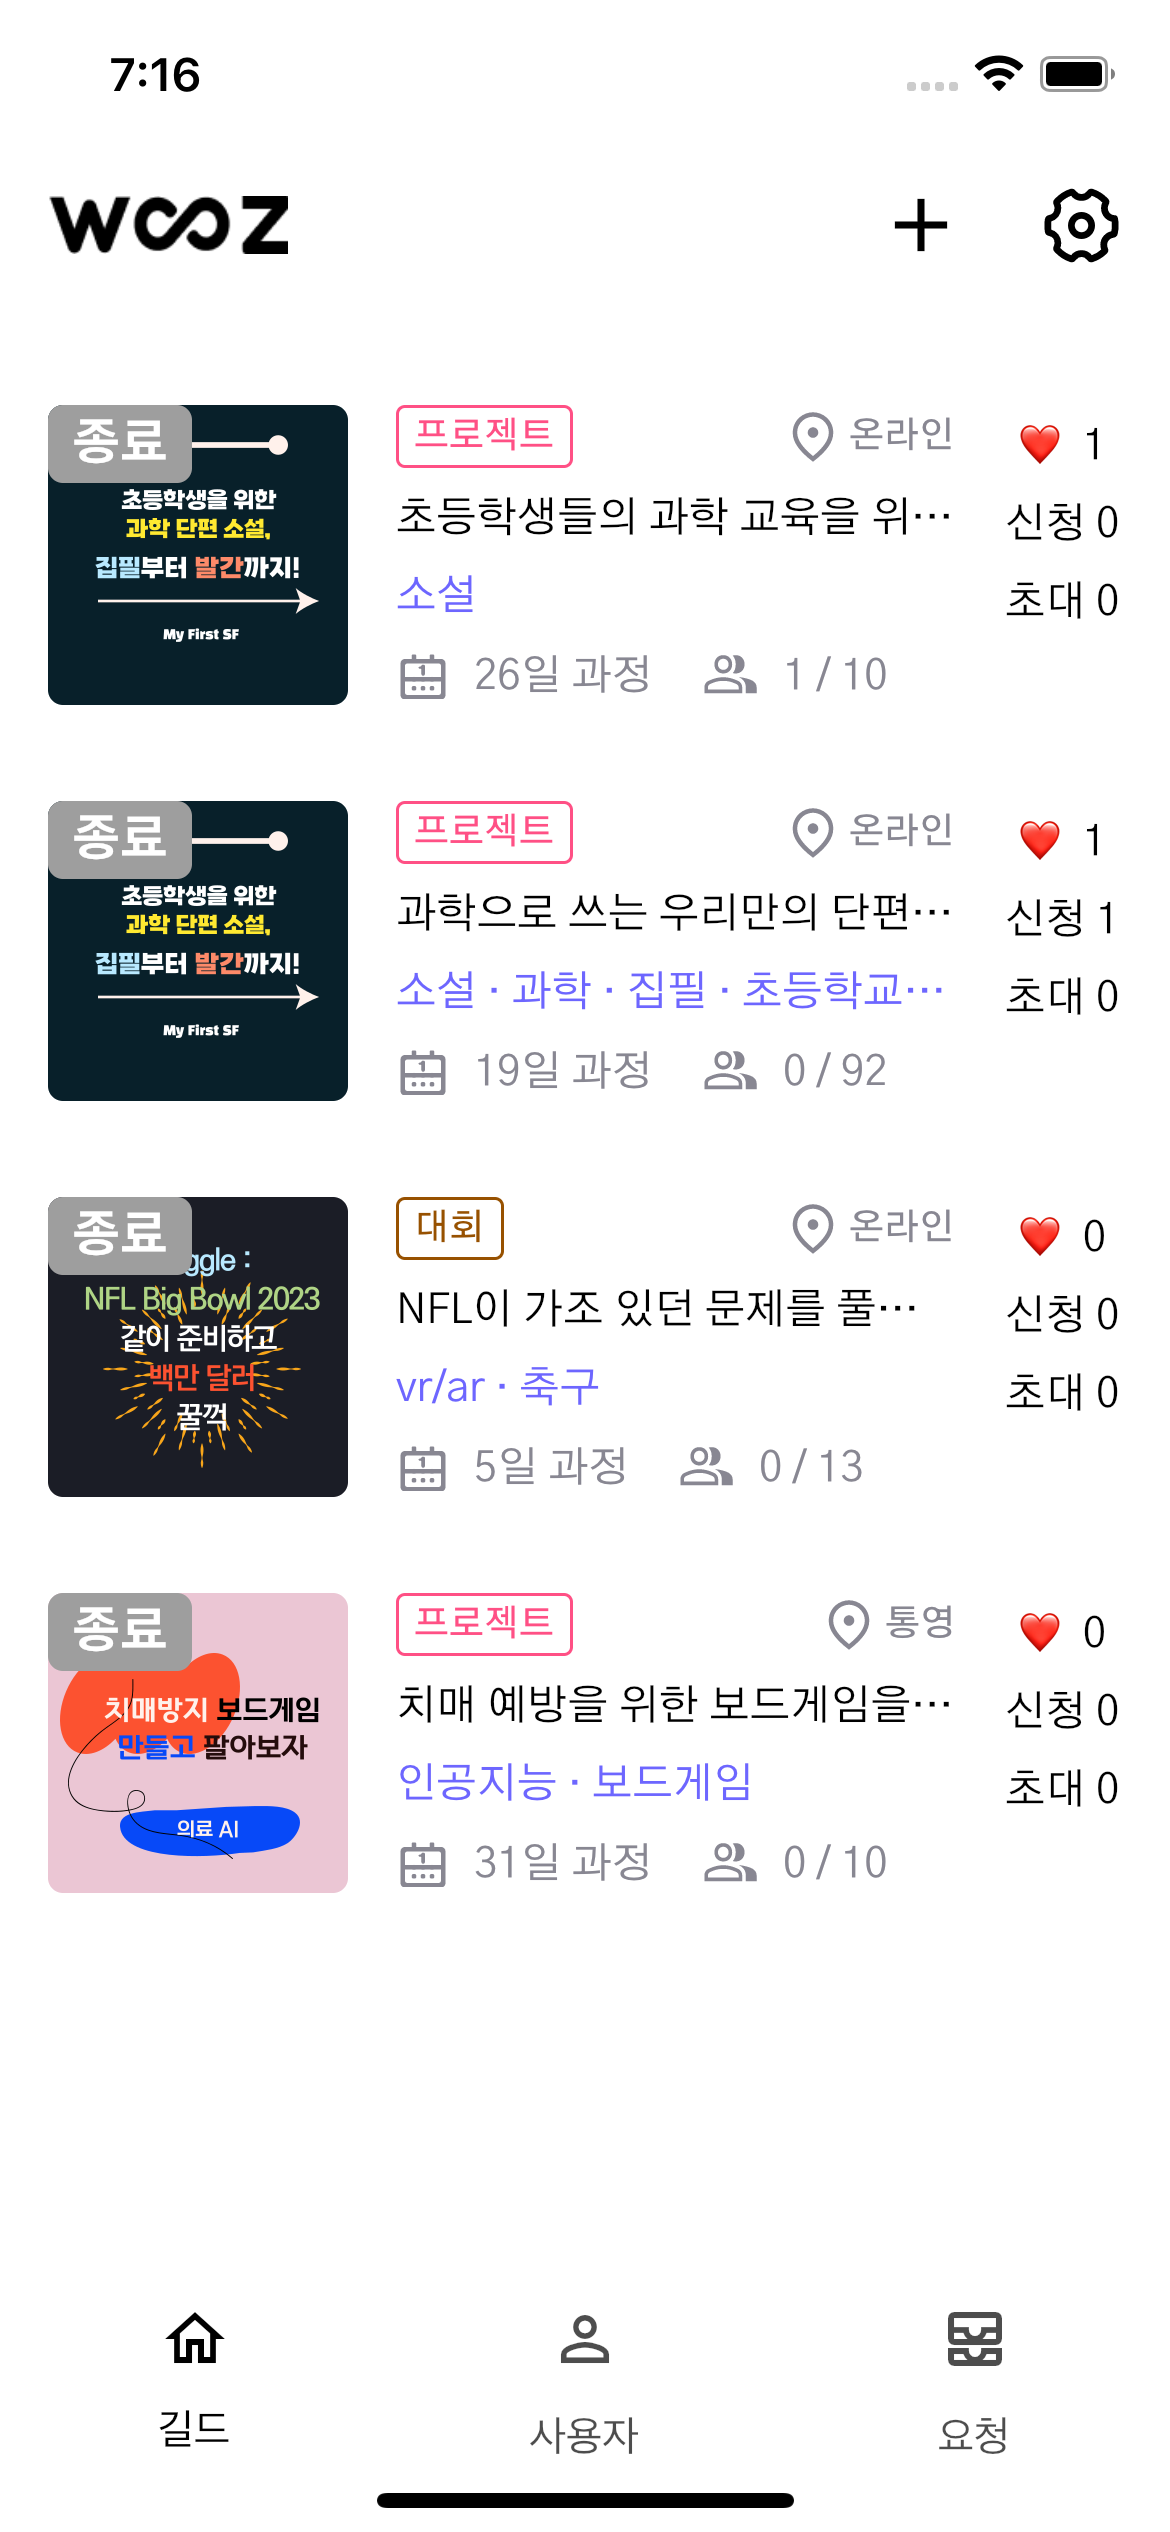 7:16
WOOZ
종료
초등학생을 위한
과학 단편 소설,
집필부터 발간까지!
My First SF
프로젝트
온라인
초등학생들의 과학 교육을 위…
소설
26일 과정
1 / 10
1
신청 0
초대 0
종료
초등학생을 위한
과학 단편 소설,
집필부터 발간까지!
My First SF
프로젝트
온라인
과학으로 쓰는 우리만의 단편…
소설 · 과학 · 집필 · 초등학교…
19일 과정
0 / 92
1
신청 1
초대 0
종료
ggle :
NFL Big Bowl 2023
같이 준비하고
백만 달러
꿀꺽
대회
온라인
NFL이 가조 있던 문제를 풀…
vr/ar · 축구
5일 과정
0 / 13
0
신청 0
초대 0
종료
치매방지 보드게임
만들고 팔아보자
의료 AI
프로젝트
통영
치매 예방을 위한 보드게임을…
인공지능 · 보드게임
31일 과정
0 / 10
0
신청 0
초대 0
길드
사용자
요청